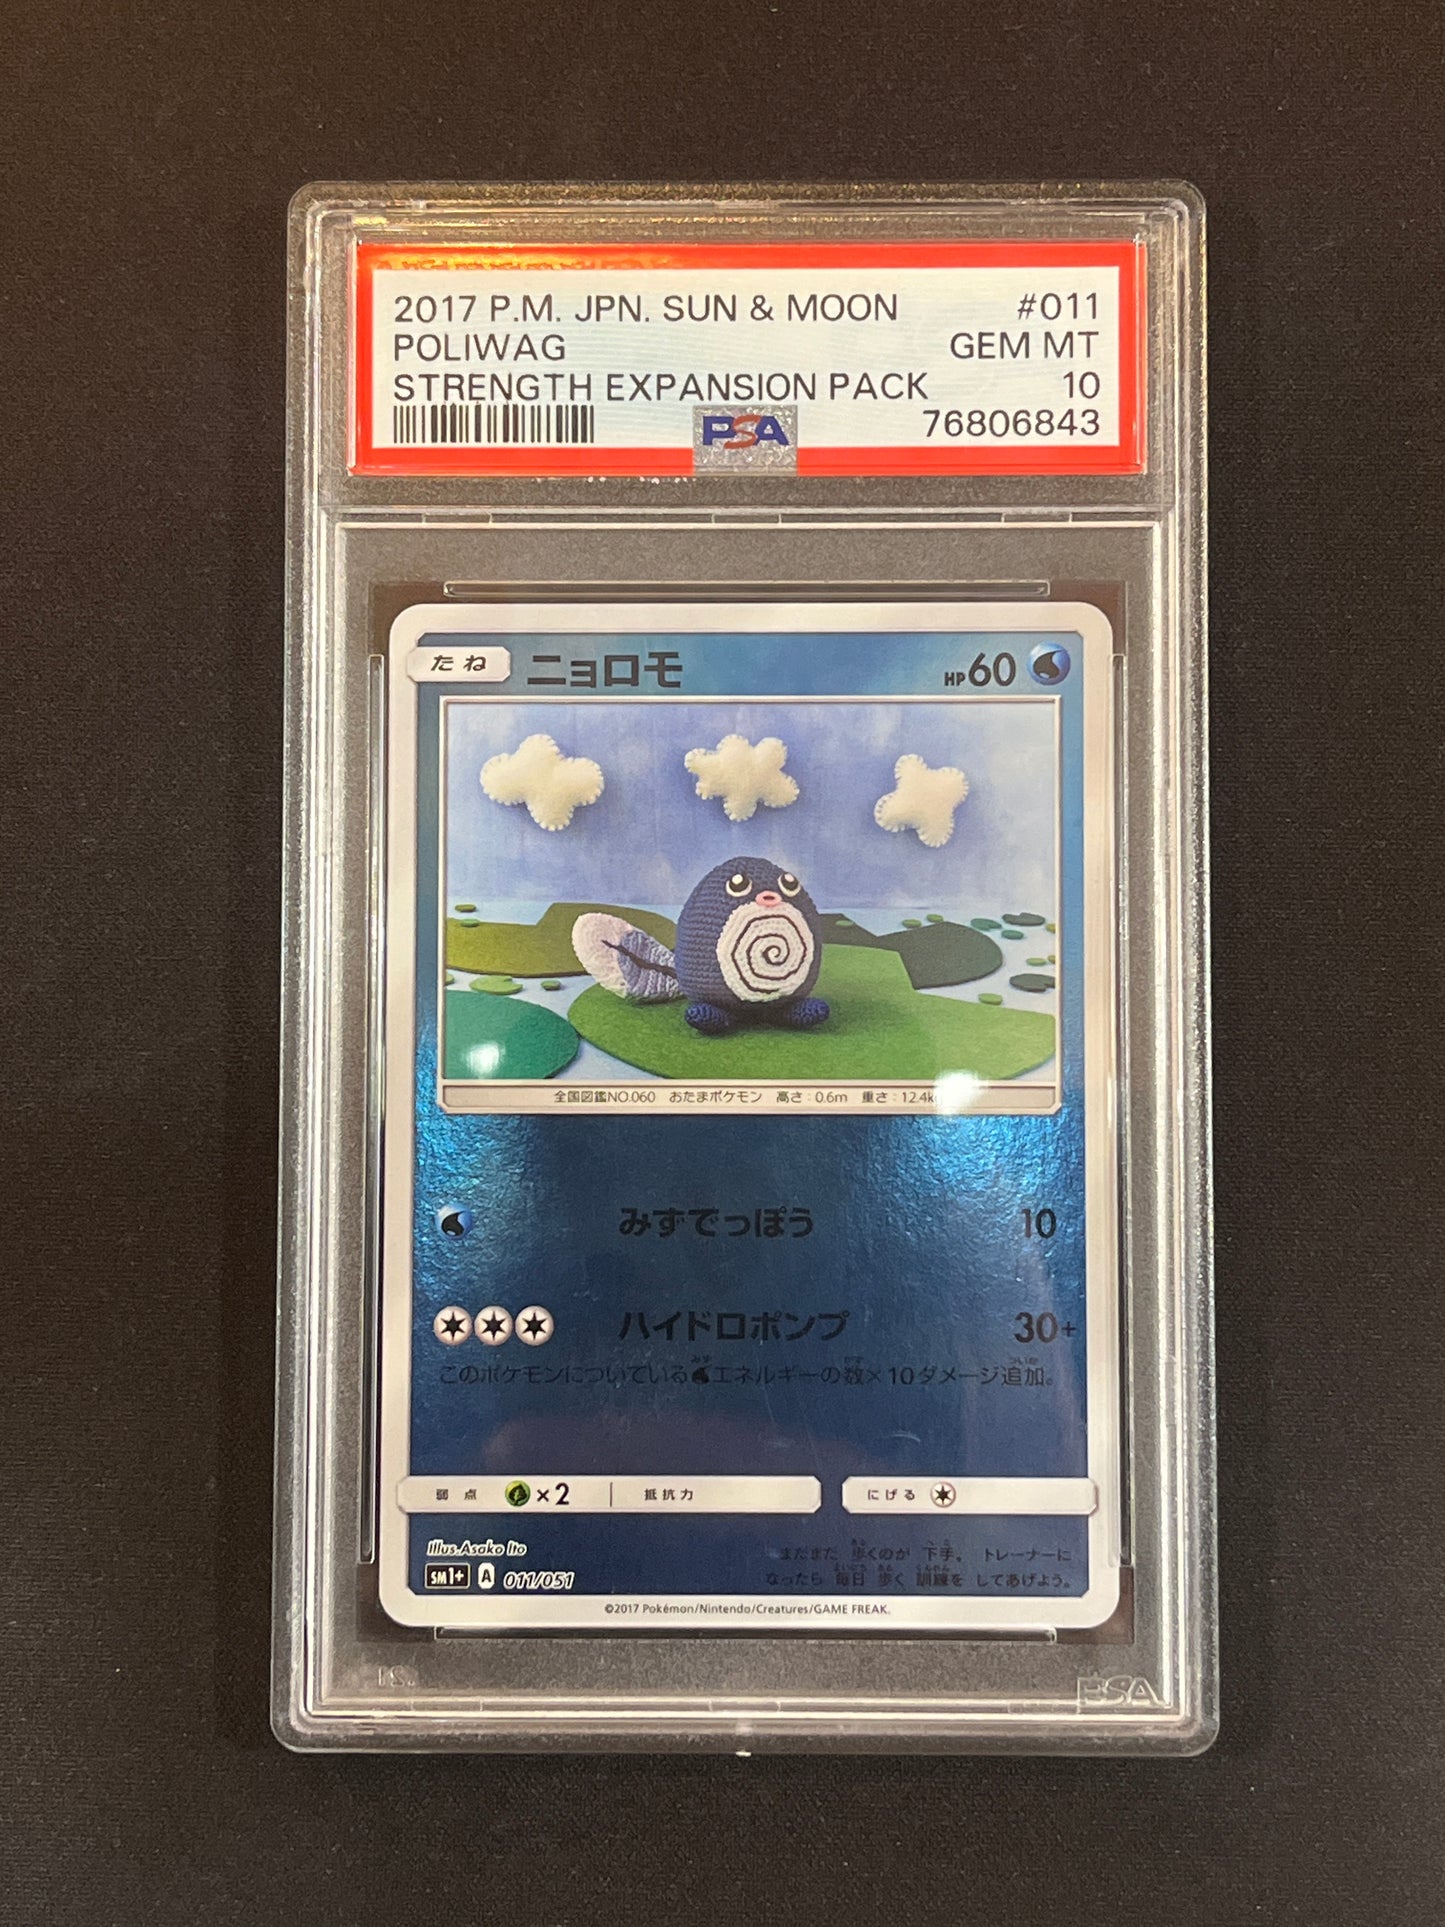 2017 P.M. JPN. SUN & MOON #011
POLIWAG GEM MT
STRENGTH EXPANSION PACK 10
PSA 76806843
たね ニョロモ HP60
全国図鑑NO.060 おたまポケモン 高さ：0.6m 重さ：12.4kg
みずでっぽう 10
ハイドロポンプ 30+
このポケモンについているエネルギーの数×10ダメージ追加。
弱点 ×2 抵抗力 にげる
Illus.Asako Ito
SM1+ A 011/051
まだまだ 歩くのが 下手。 トレーナーに
なったら 毎日 歩く 訓練を してあげよう。
©2017 Pokémon/Nintendo/Creatures/GAME FREAK.
PSA